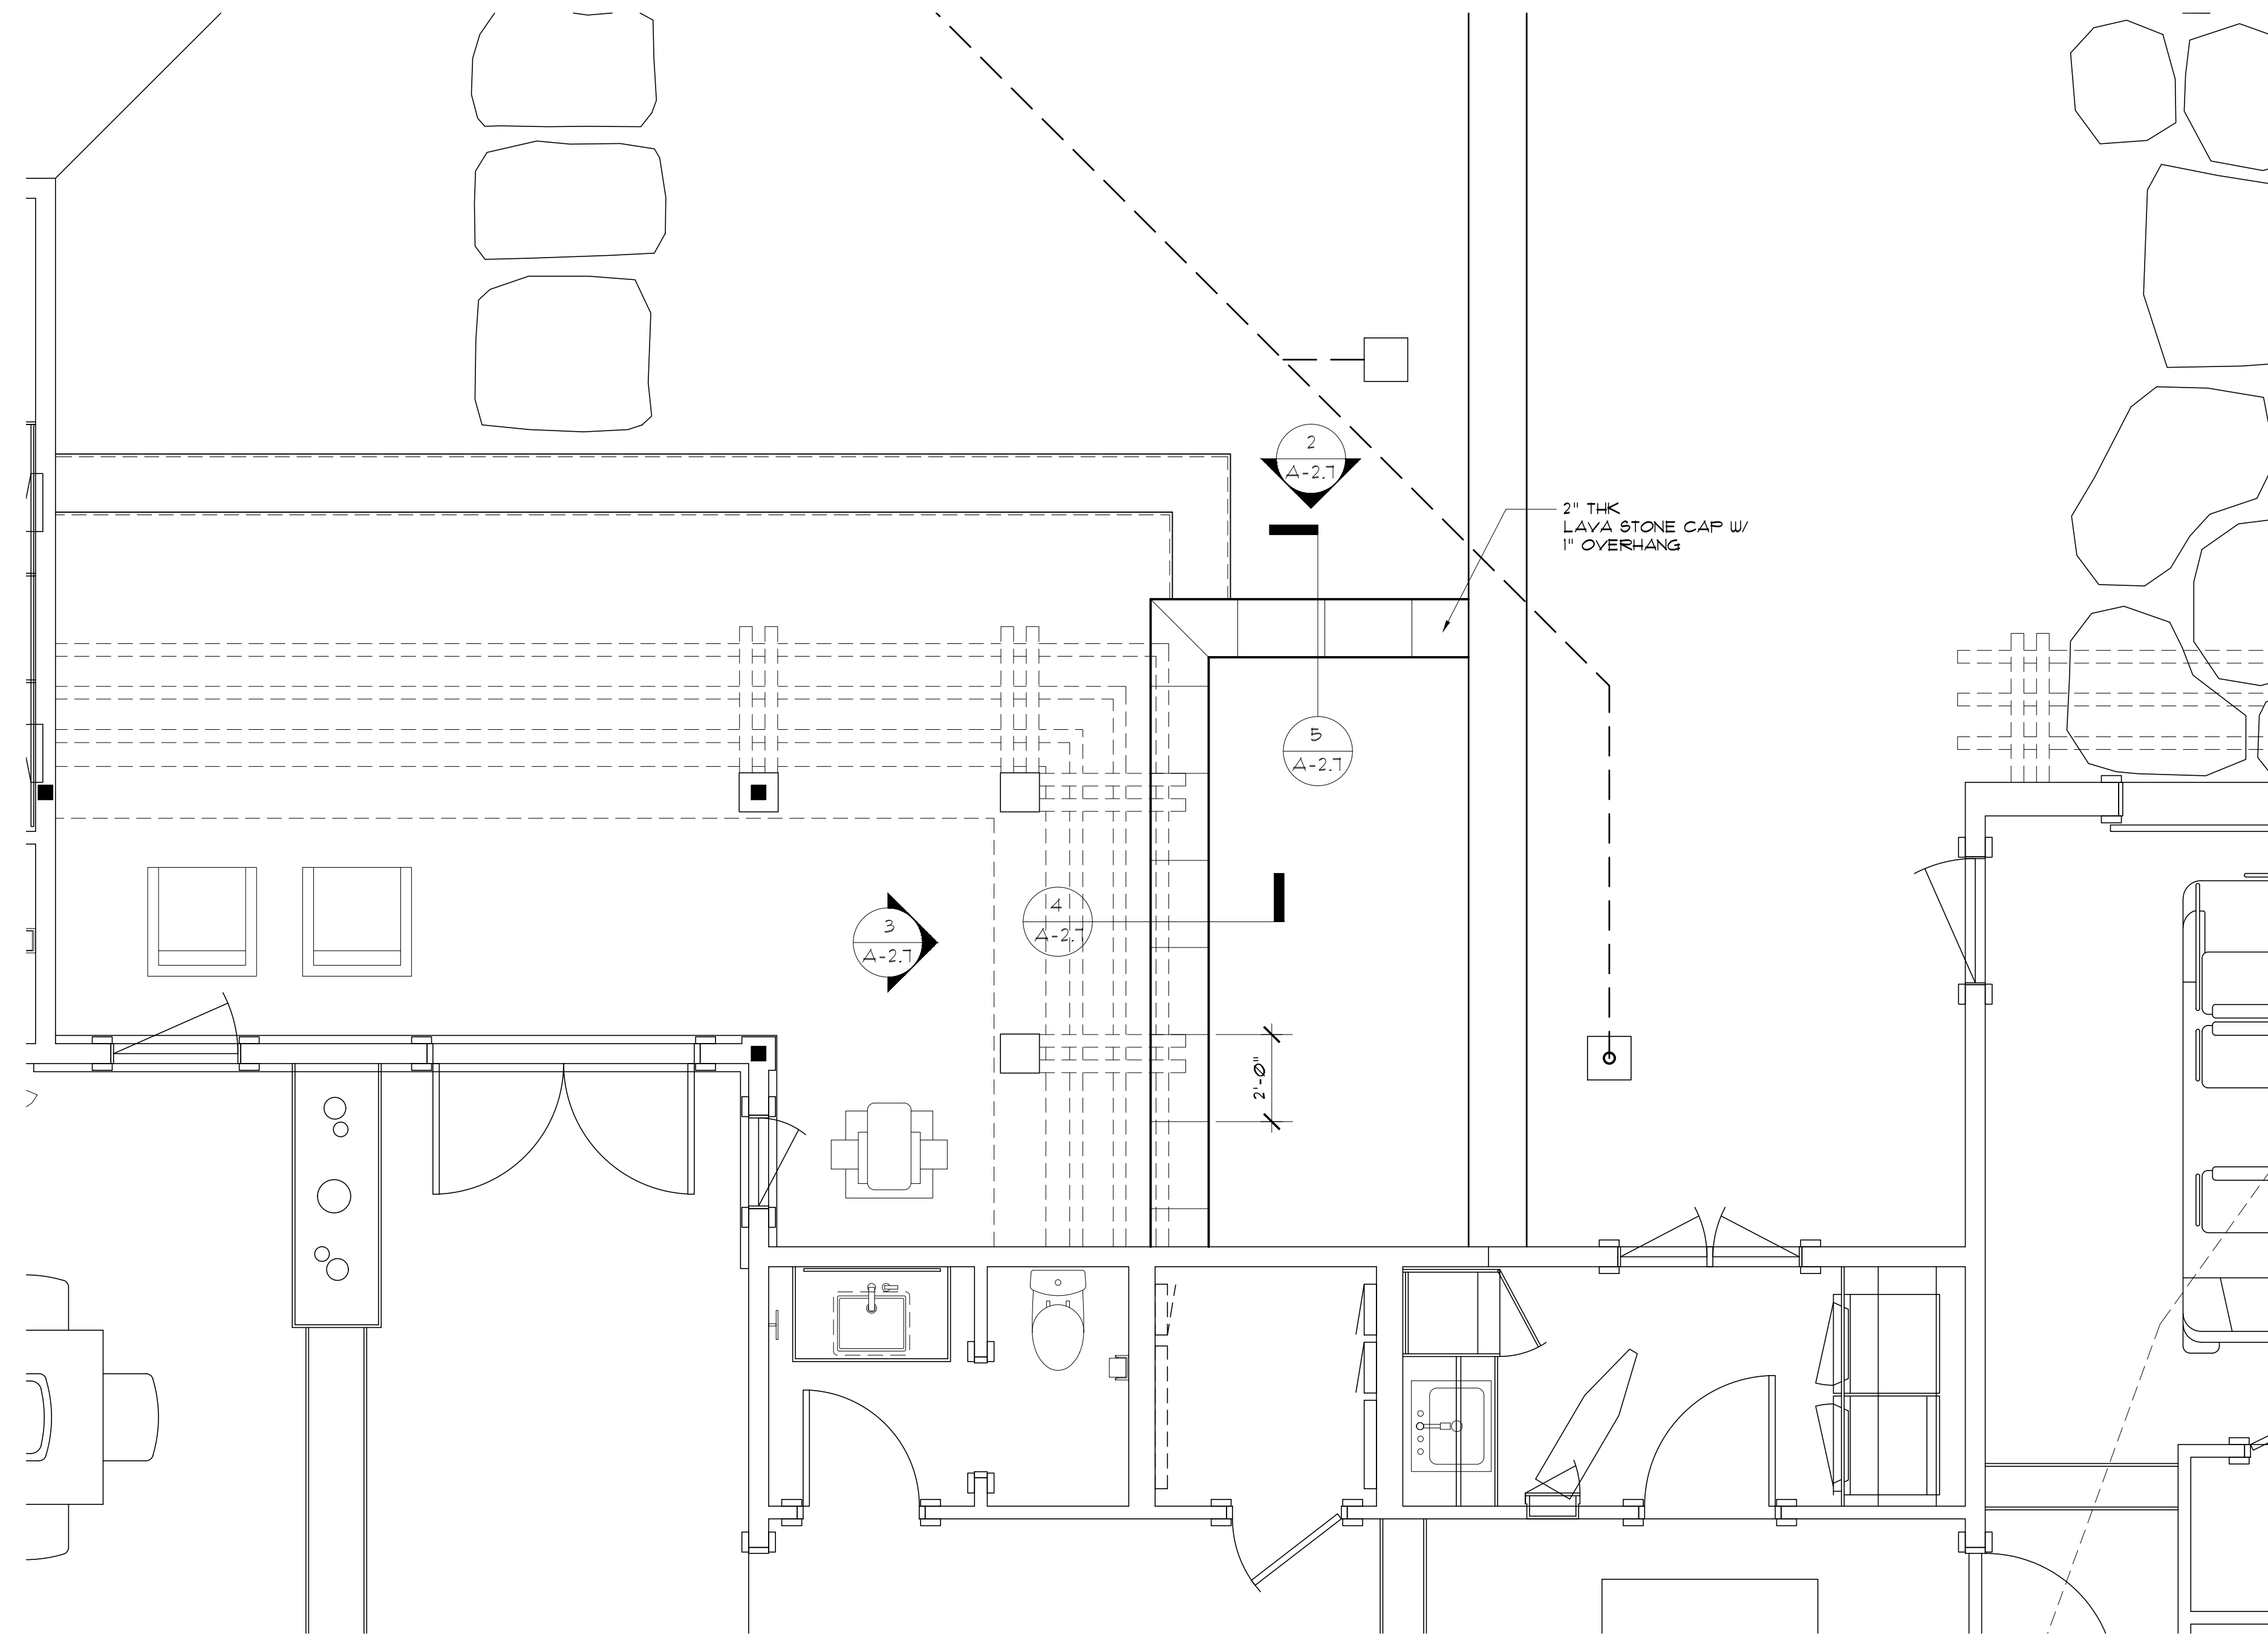 2
A-2.7
2" THK
LAVA STONE CAP W/
1" OVERHANG
5
A-2.7
4
A-2.7
3
A-2.7
2'-0"